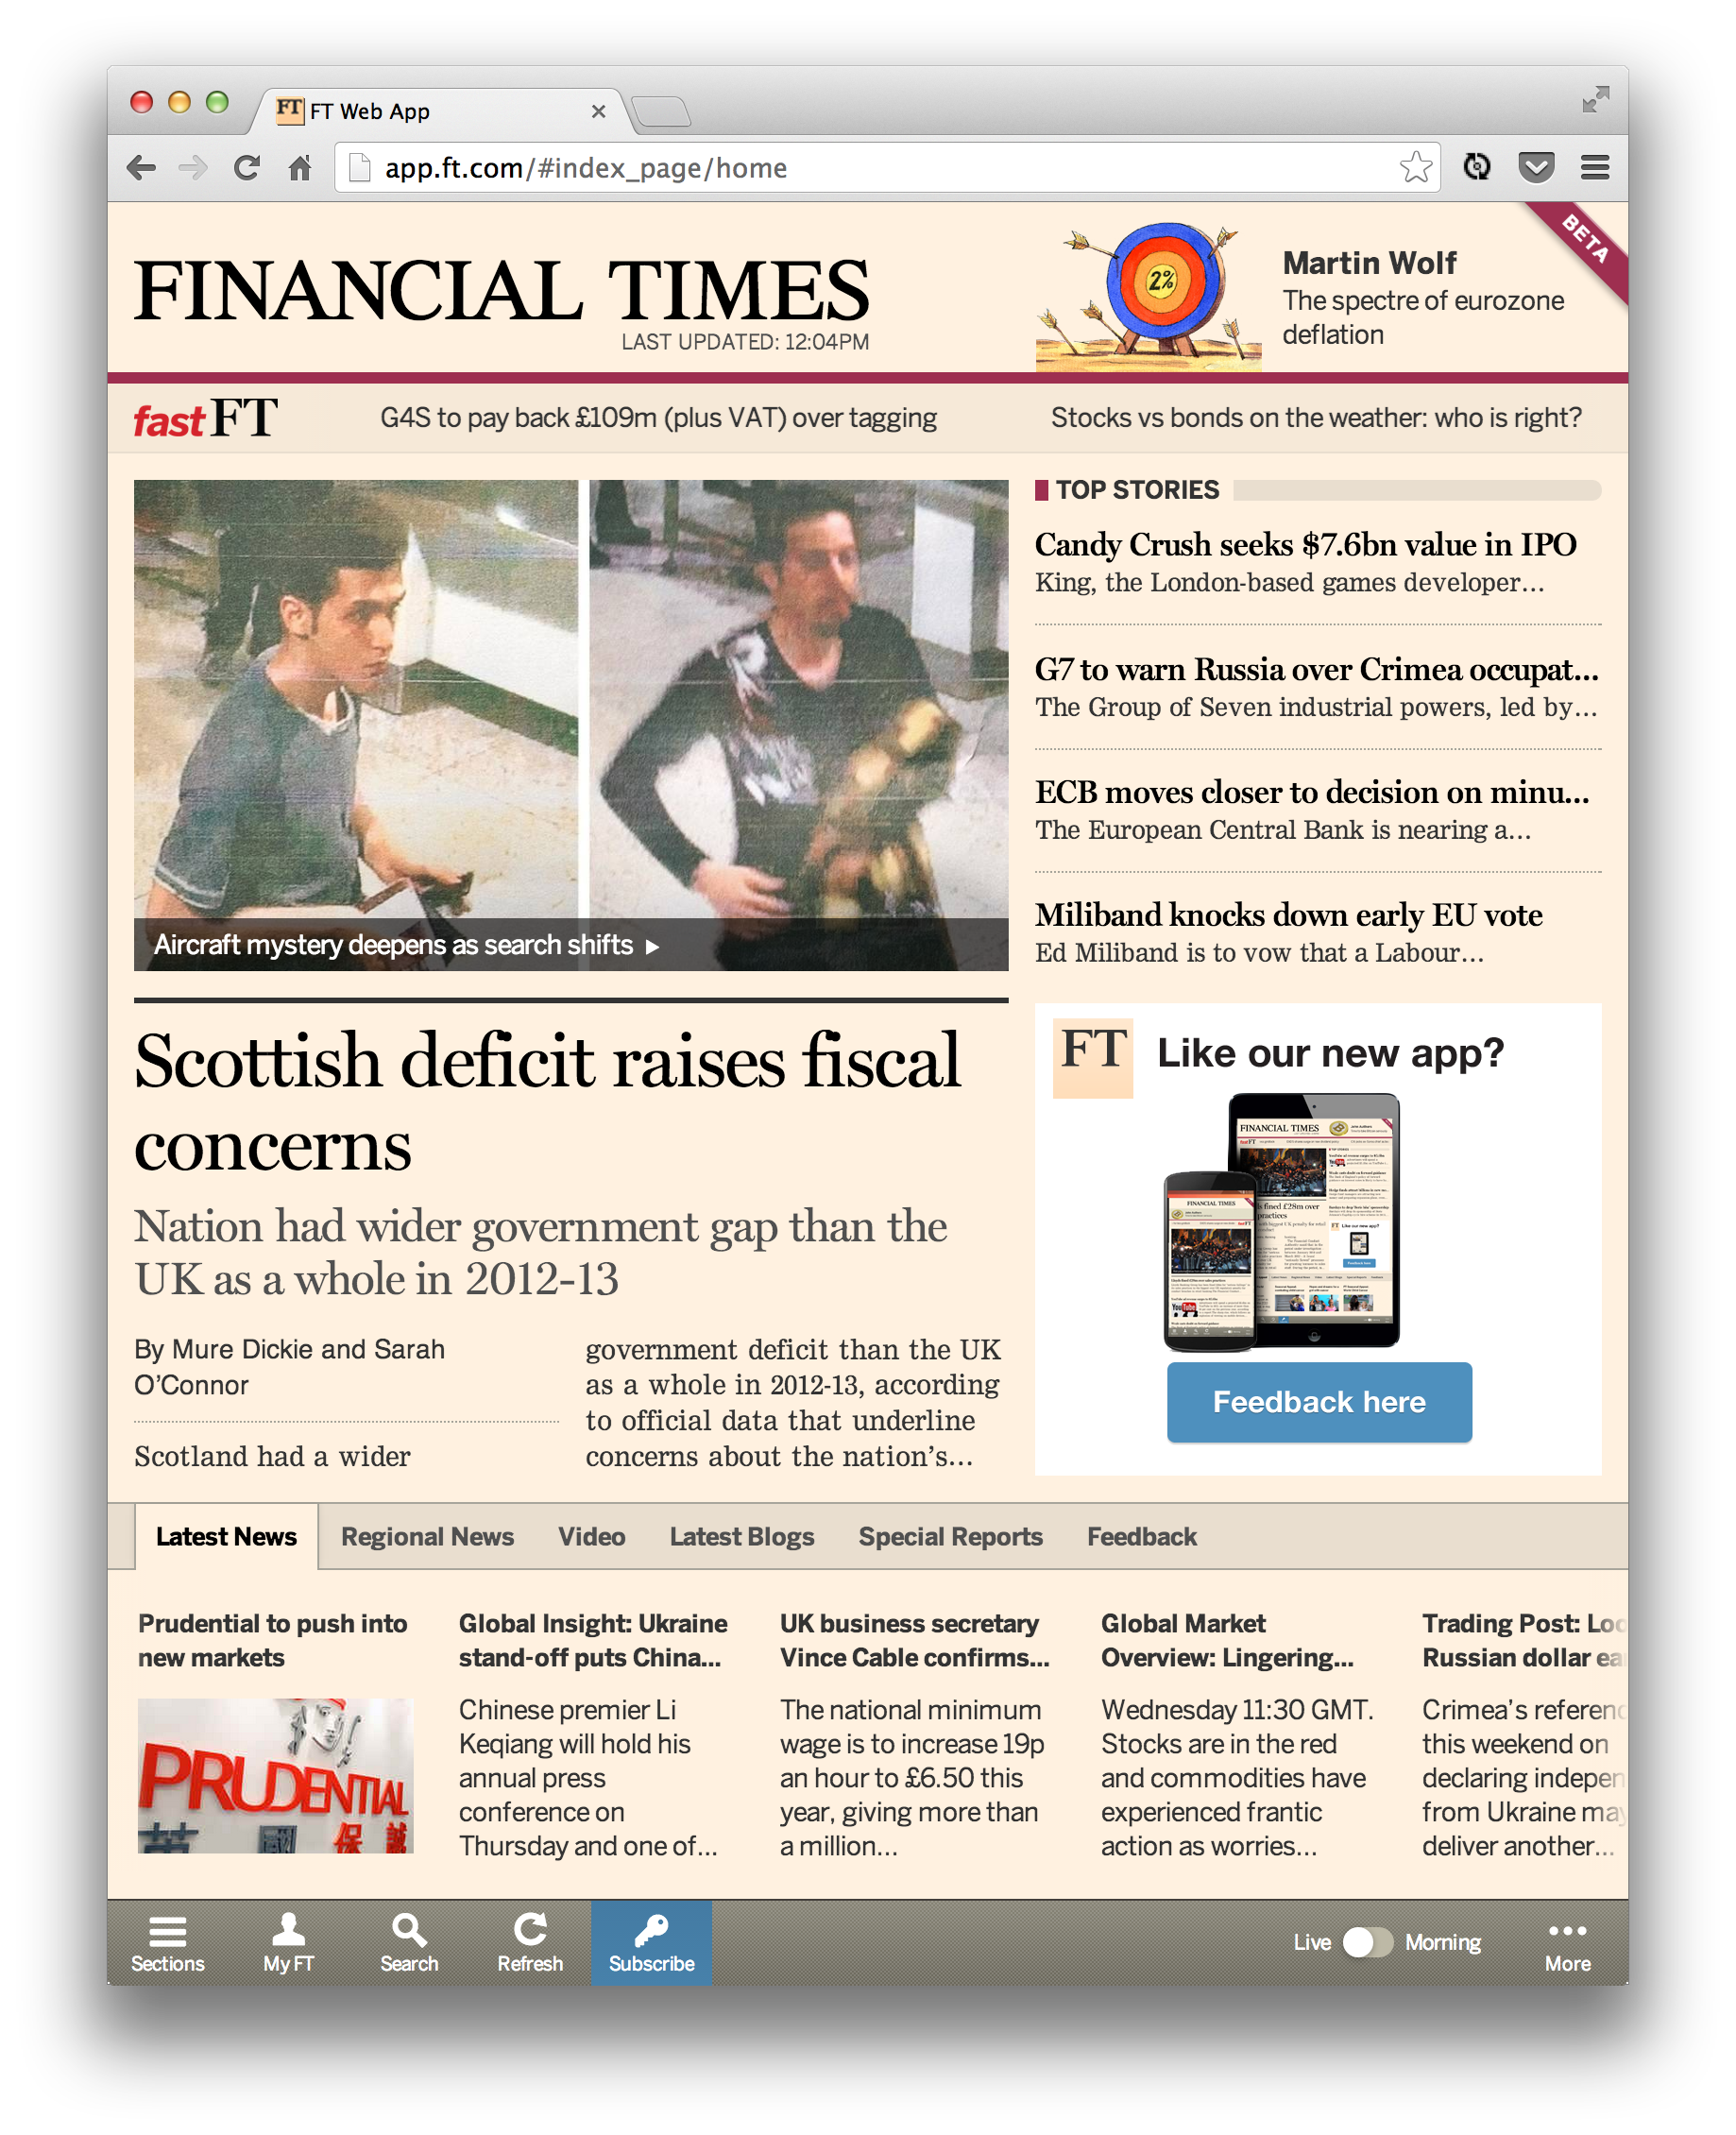 FT FT Web App
app.ft.com/#index_page/home
FINANCIAL TIMES
LAST UPDATED: 12:04PM
2%
Martin Wolf
The spectre of eurozone
deflation
BETA
fastFT
G4S to pay back £109m (plus VAT) over tagging
Stocks vs bonds on the weather: who is right?
Aircraft mystery deepens as search shifts
TOP STORIES
Candy Crush seeks $7.6bn value in IPO
King, the London-based games developer...
G7 to warn Russia over Crimea occupat...
The Group of Seven industrial powers, led by...
ECB moves closer to decision on minu...
The European Central Bank is nearing a...
Miliband knocks down early EU vote
Ed Miliband is to vow that a Labour...
Scottish deficit raises fiscal
concerns
Nation had wider government gap than the
UK as a whole in 2012-13
By Mure Dickie and Sarah
O'Connor
Scotland had a wider
government deficit than the UK
as a whole in 2012-13, according
to official data that underline
concerns about the nation's...
FT
Like our new app?
FINANCIAL TIMES
FINANCIAL TIMES
Feedback here
Latest News
Regional News
Video
Latest Blogs
Special Reports
Feedback
Prudential to push into
new markets
PRUDENTIAL
保誠
Global Insight: Ukraine
stand-off puts China...
Chinese premier Li
Keqiang will hold his
annual press
conference on
Thursday and one of...
UK business secretary
Vince Cable confirms...
The national minimum
wage is to increase 19p
an hour to £6.50 this
year, giving more than
a million...
Global Market
Overview: Lingering...
Wednesday 11:30 GMT.
Stocks are in the red
and commodities have
experienced frantic
action as worries...
Trading Post: Loo
Russian dollar ea
Crimea's referenc
this weekend on
declaring indepen
from Ukraine may
deliver another...
Sections
My FT
Search
Refresh
Subscribe
Live
Morning
More